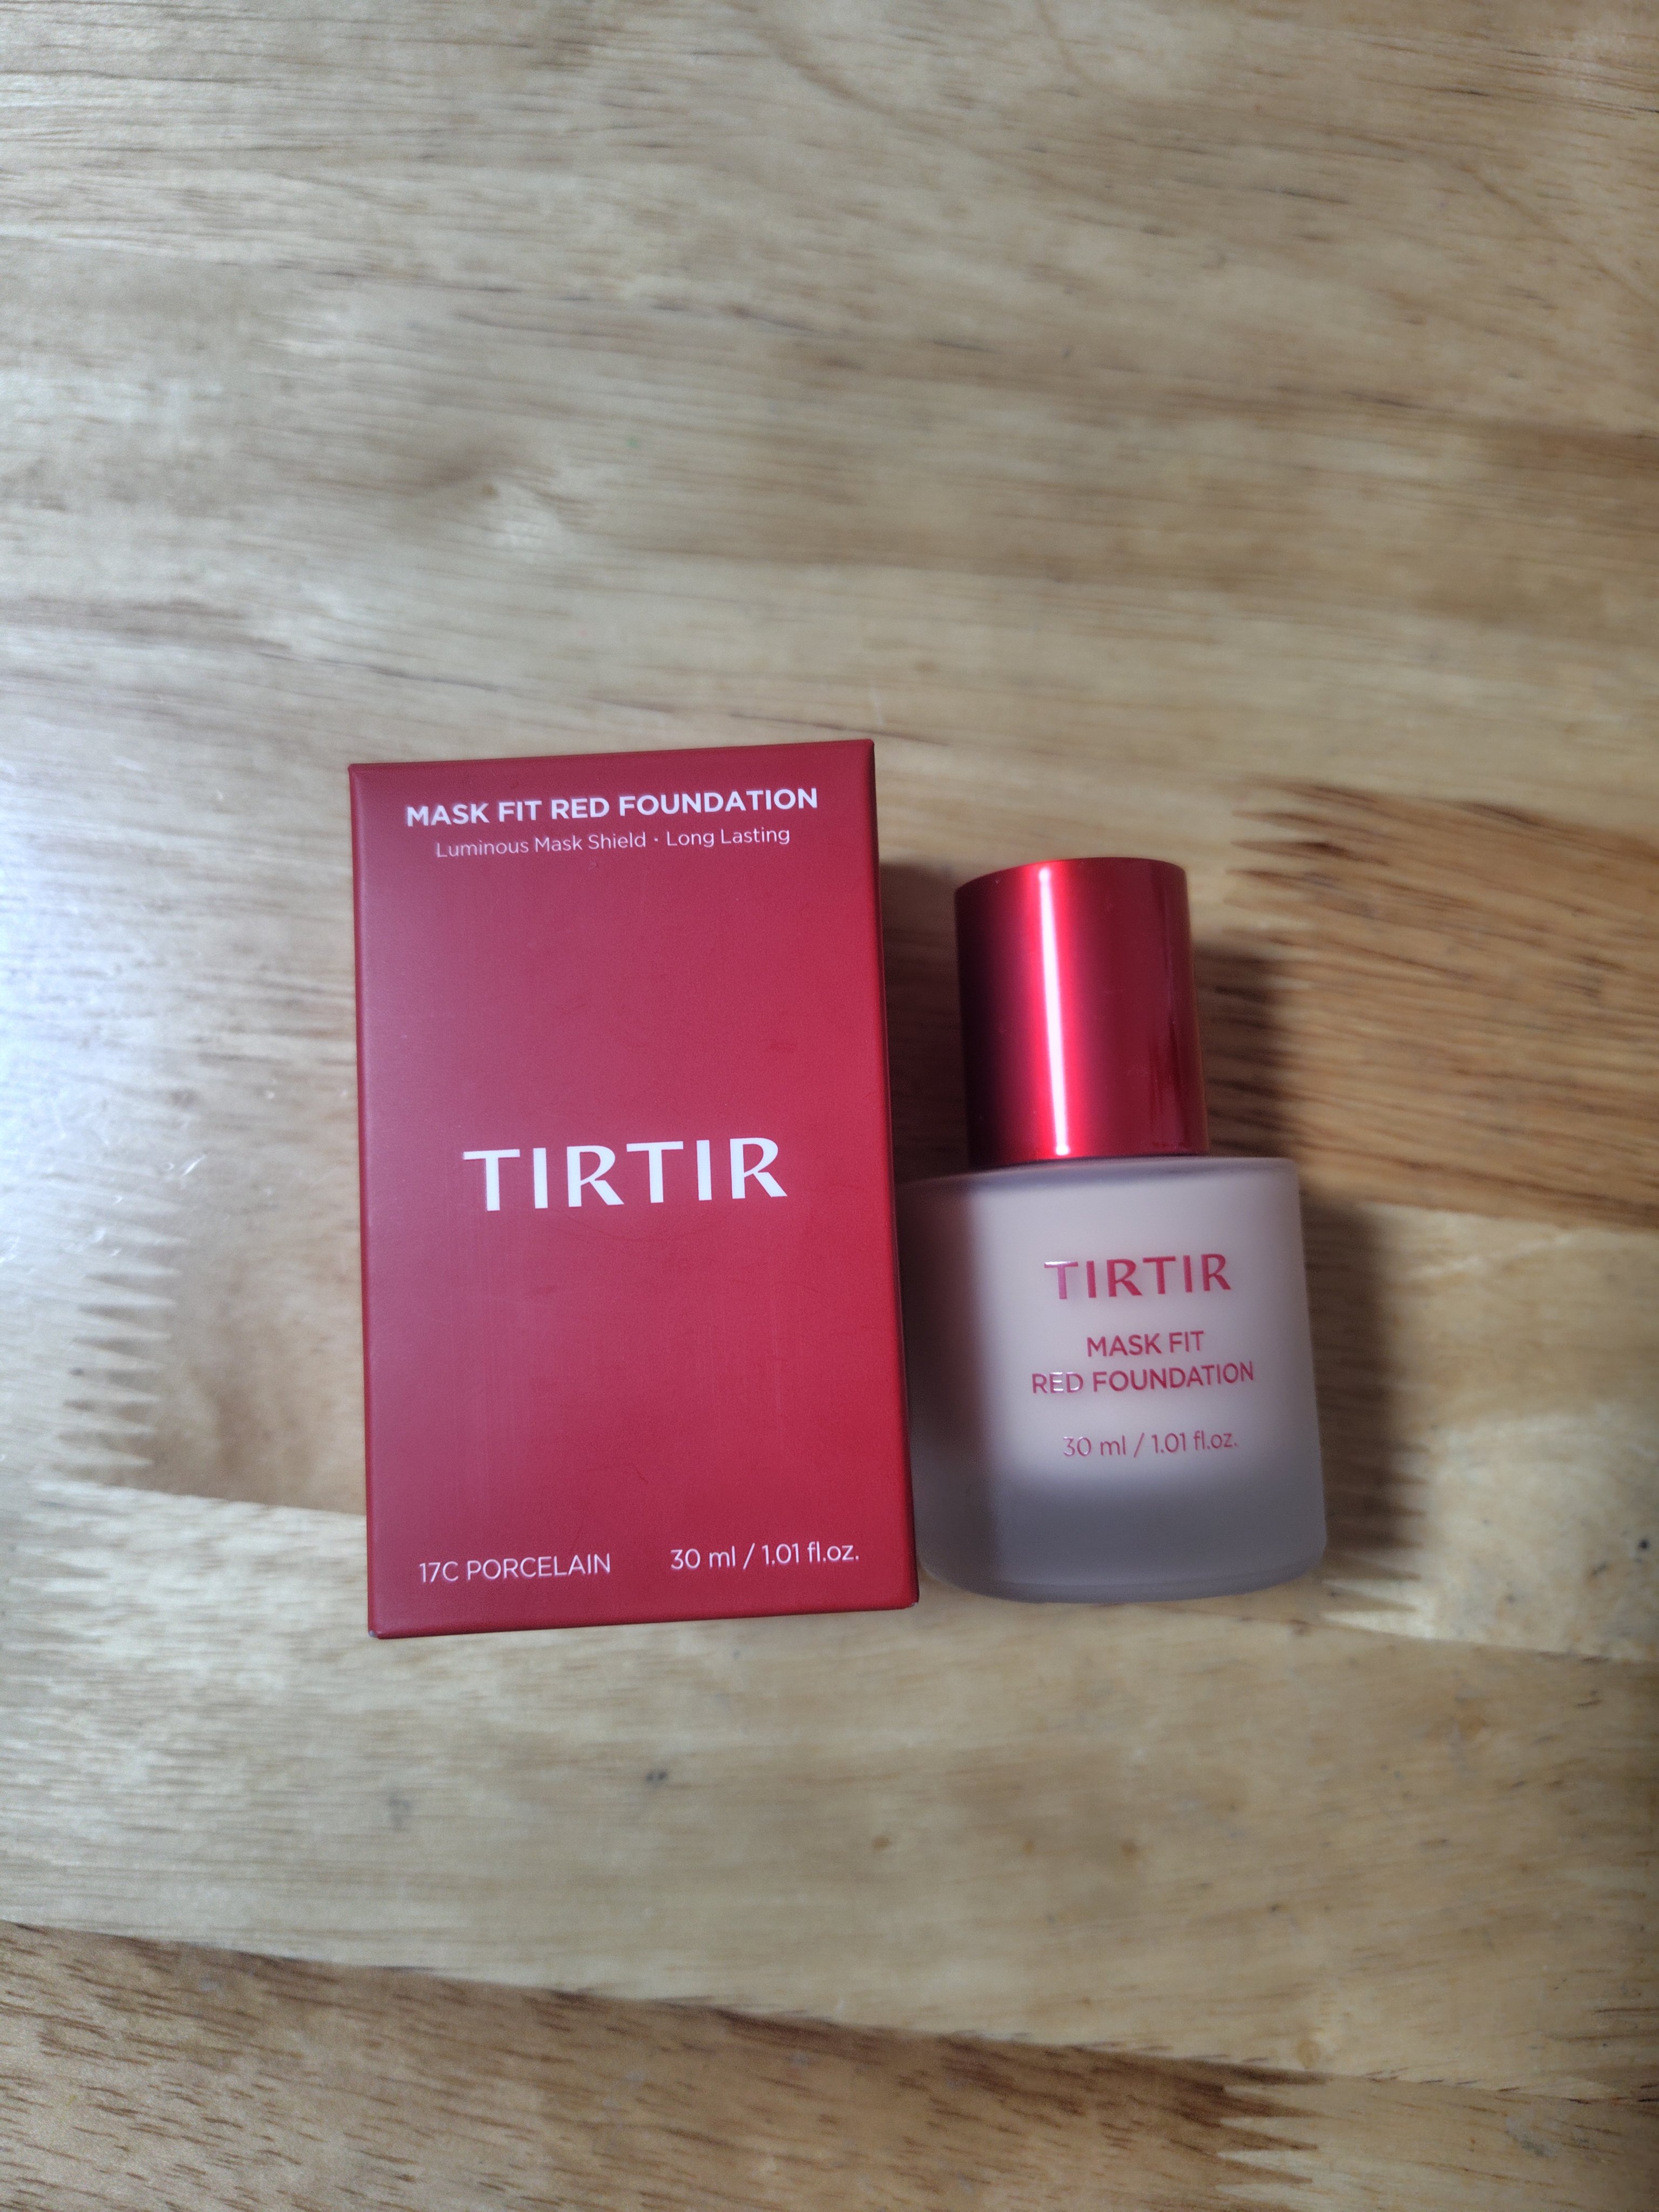 MASK FIT RED FOUNDATION
Luminous Mask Shield · Long Lasting
TIRTIR
17C PORCELAIN 30 ml / 1.01 fl.oz.
TIRTIR
MASK FIT
RED FOUNDATION
30 ml / 1.01 fl.oz.